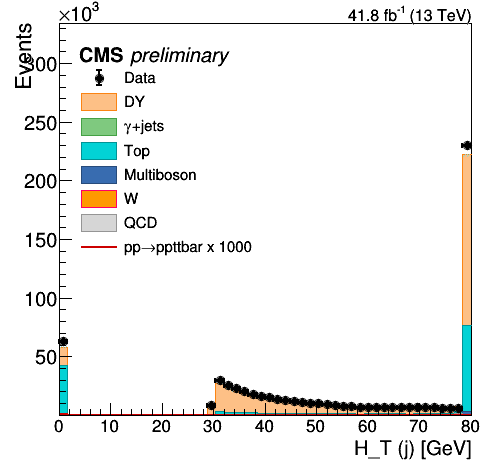 ×10³
41.8 fb⁻¹ (13 TeV)
Events
CMS preliminary
Data
DY
γ+jets
Top
Multiboson
W
QCD
pp→ppttbar x 1000
300
250
200
150
100
50
0 10 20 30 40 50 60 70 80
H_T (j) [GeV]